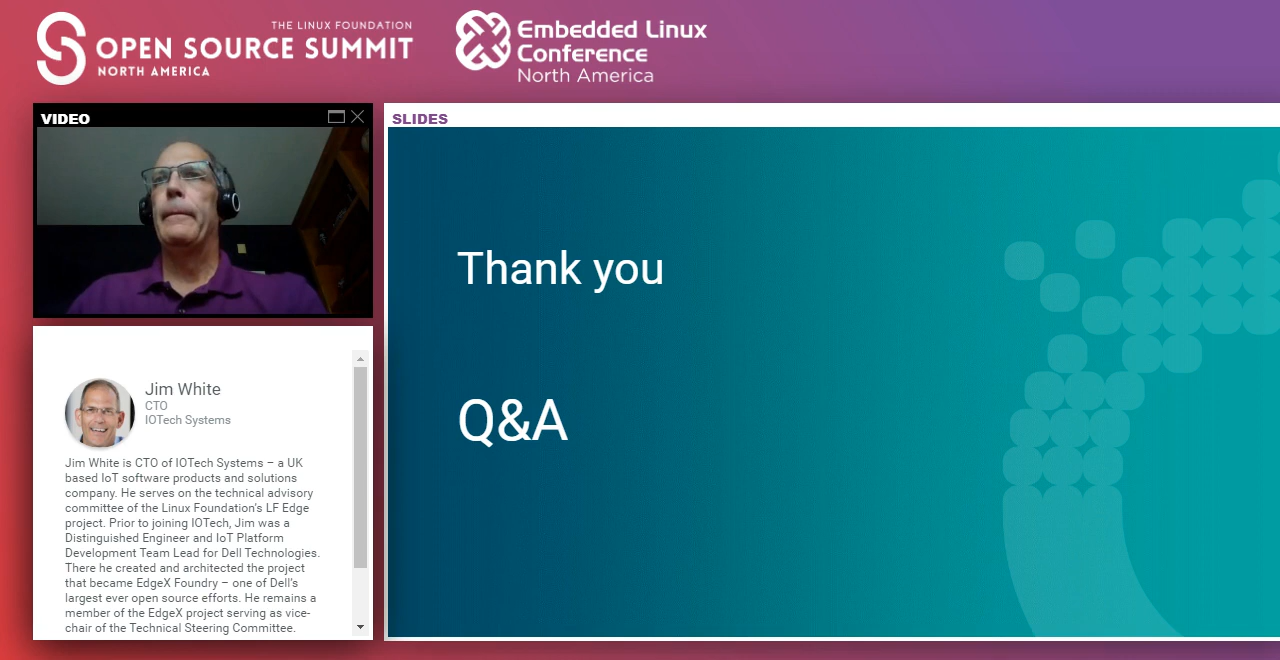 THE LINUX FOUNDATION
OPEN SOURCE SUMMIT
NORTH AMERICA
Embedded Linux
Conference
North America
VIDEO
SLIDES
Thank you
Q&A
Jim White
CTO
IOTech Systems
Jim White is CTO of IOTech Systems – a UK
based IoT software products and solutions
company. He serves on the technical advisory
committee of the Linux Foundation's LF Edge
project. Prior to joining IOTech, Jim was a
Distinguished Engineer and IoT Platform
Development Team Lead for Dell Technologies.
There he created and architected the project
that became EdgeX Foundry – one of Dell's
largest ever open source efforts. He remains a
member of the EdgeX project serving as vice-
chair of the Technical Steering Committee.